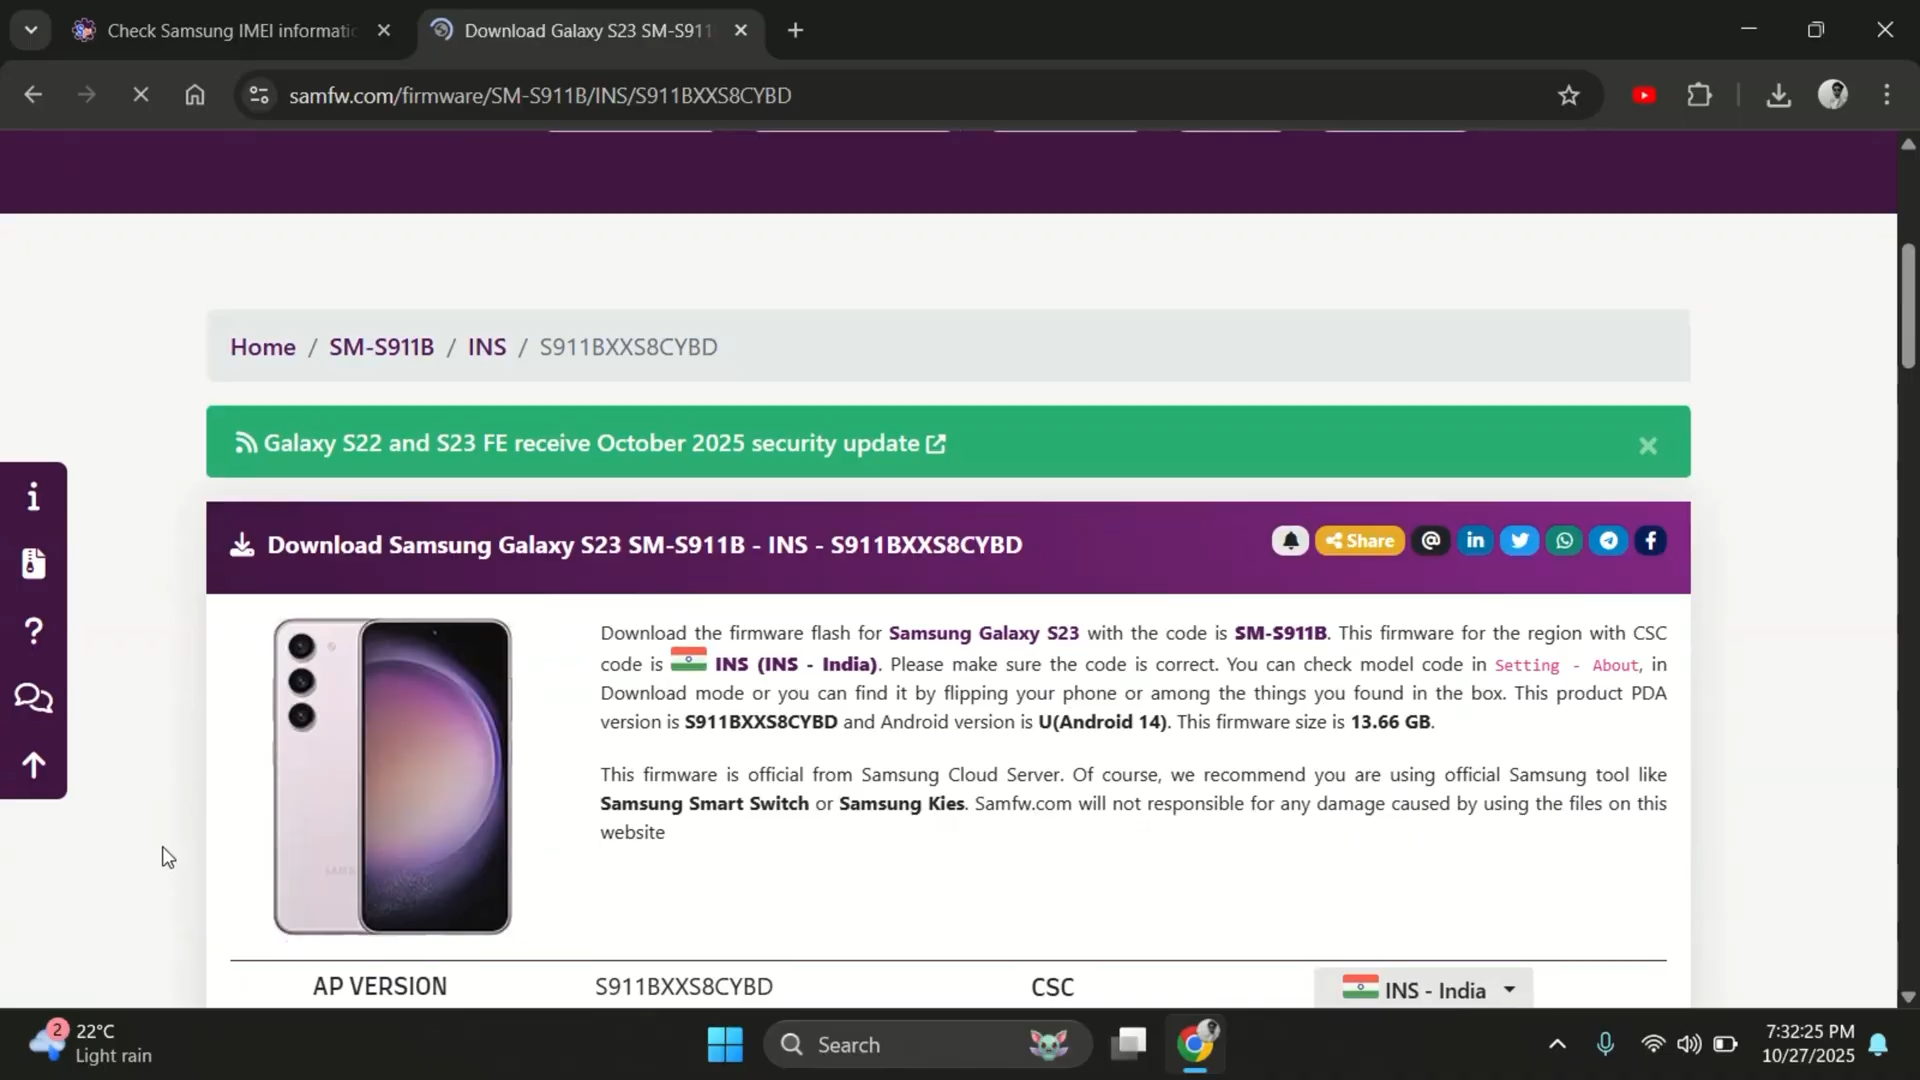 Check Samsung IMEI informatic
Download Galaxy S23 SM-S911
samfw.com/firmware/SM-S911B/INS/S911BXXS8CYBD
Home / SM-S911B / INS / S911BXXS8CYBD
Galaxy S22 and S23 FE receive October 2025 security update
Download Samsung Galaxy S23 SM-S911B - INS - S911BXXS8CYBD
Share
Download the firmware flash for Samsung Galaxy S23 with the code is SM-S911B. This firmware for the region with CSC
code is INS (INS - India). Please make sure the code is correct. You can check model code in Setting - About, in
Download mode or you can find it by flipping your phone or among the things you found in the box. This product PDA
version is S911BXXS8CYBD and Android version is U(Android 14). This firmware size is 13.66 GB.
This firmware is official from Samsung Cloud Server. Of course, we recommend you are using official Samsung tool like
Samsung Smart Switch or Samsung Kies. Samfw.com will not responsible for any damage caused by using the files on this
website
AP VERSION S911BXXS8CYBD CSC INS - India
2
22°C
Light rain
Search
7:32:25 PM
10/27/2025